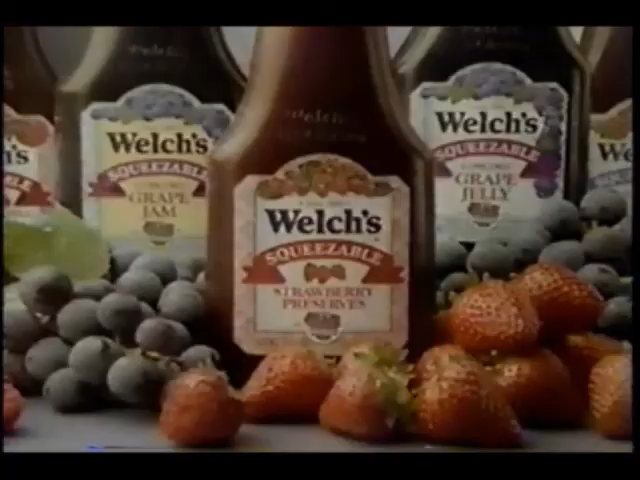 Welch's
SQUEEZABLE
GRAPE
JAM
Welch's
SQUEEZABLE
STRAWBERRY
PRESERVES
Welch's
SQUEEZABLE
GRAPE
JELLY